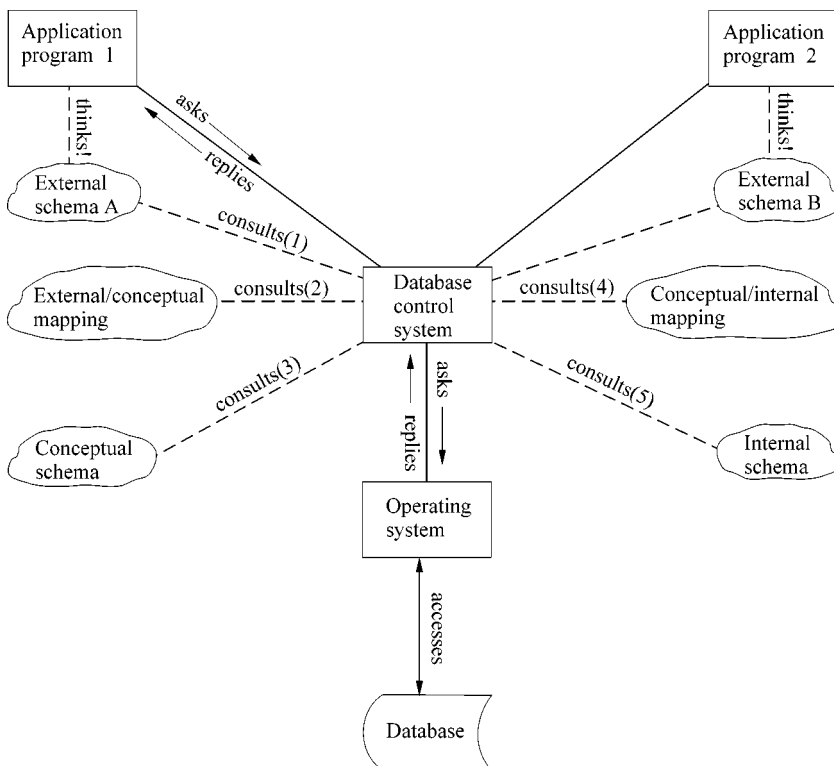 Application
program 1
Application
program 2
asks
replies
thinks!
thinks!
External
schema A
External
schema B
consults(1)
External/conceptual
mapping
consults(2)
Database
control
system
consults(4)
Conceptual/internal
mapping
consults(3)
consults(5)
asks
replies
Conceptual
schema
Internal
schema
Operating
system
accesses
Database